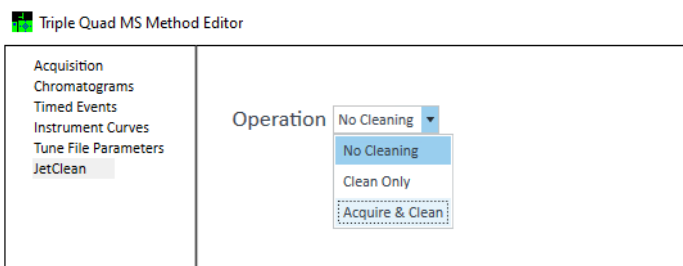 Triple Quad MS Method Editor
Acquisition
Chromatograms
Timed Events
Instrument Curves
Tune File Parameters
JetClean
Operation No Cleaning
No Cleaning
Clean Only
Acquire & Clean